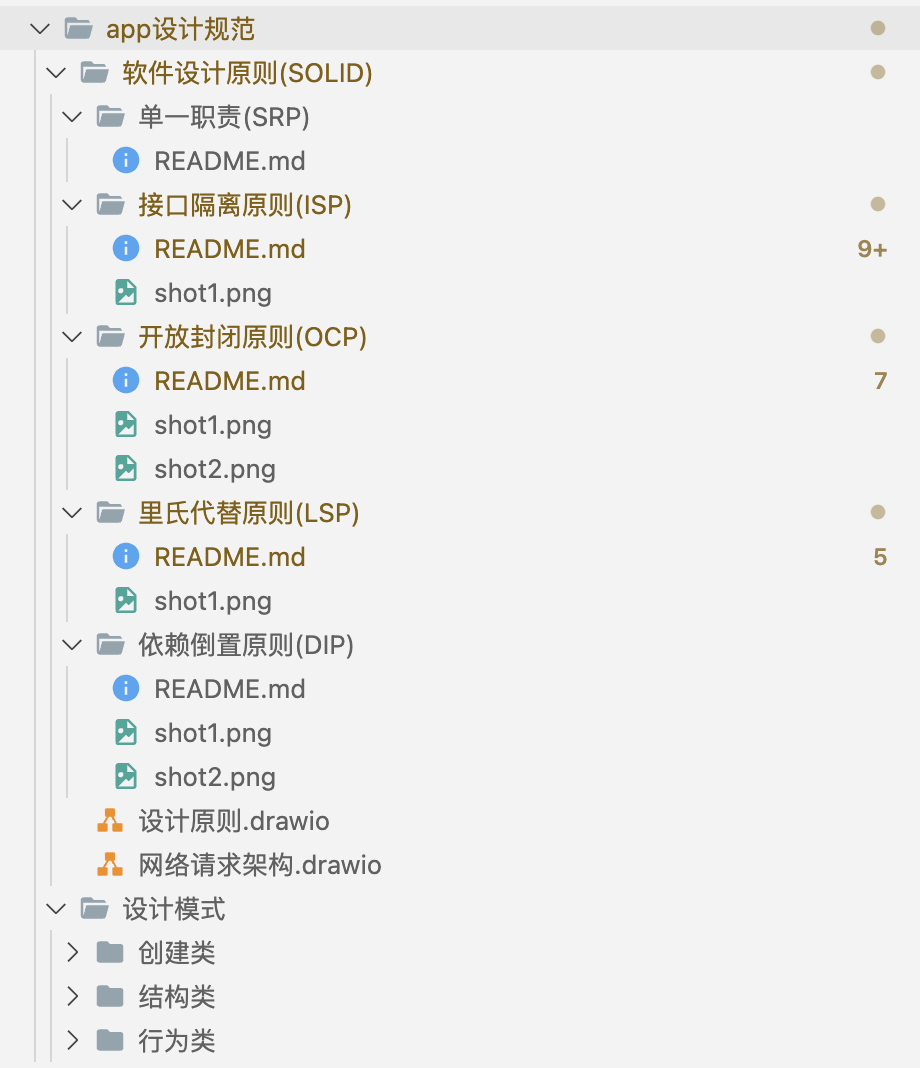 app设计规范
软件设计原则(SOLID)
单一职责(SRP)
README.md
接口隔离原则(ISP)
README.md 9+
shot1.png
开放封闭原则(OCP)
README.md 7
shot1.png
shot2.png
里氏代替原则(LSP)
README.md 5
shot1.png
依赖倒置原则(DIP)
README.md
shot1.png
shot2.png
设计原则.drawio
网络请求架构.drawio
设计模式
创建类
结构类
行为类